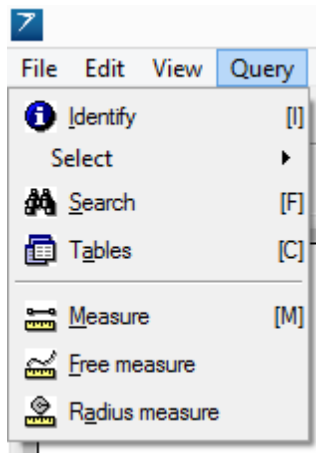 File Edit View Query
Identify [I]
Select
Search [F]
Tables [C]
Measure [M]
Free measure
Radius measure